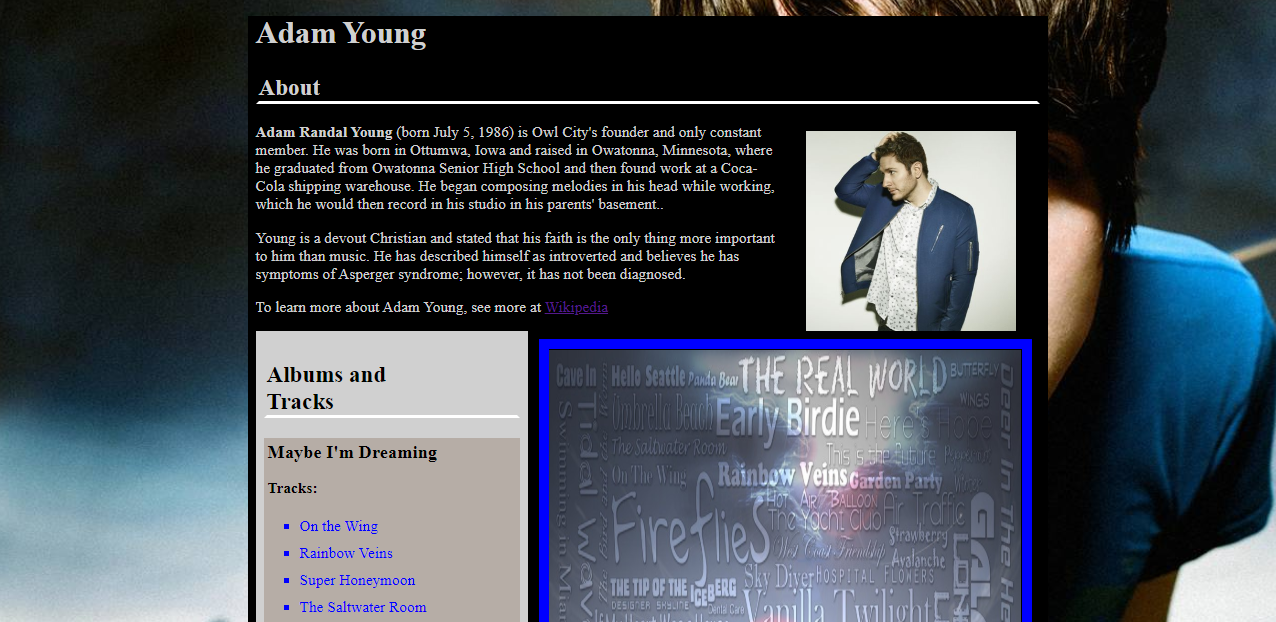 Adam Young
About
Adam Randal Young (born July 5, 1986) is Owl City's founder and only constant
member. He was born in Ottumwa, Iowa and raised in Owatonna, Minnesota, where
he graduated from Owatonna Senior High School and then found work at a Coca-
Cola shipping warehouse. He began composing melodies in his head while working,
which he would then record in his studio in his parents' basement..
Young is a devout Christian and stated that his faith is the only thing more important
to him than music. He has described himself as introverted and believes he has
symptoms of Asperger syndrome; however, it has not been diagnosed.
To learn more about Adam Young, see more at Wikipedia
Albums and
Tracks
Maybe I'm Dreaming
Tracks:
On the Wing
Rainbow Veins
Super Honeymoon
The Saltwater Room
Cave In
Hello Seattle
Panda Bear
THE REAL WORLD
BUTTERFLY
WINGS
Umbrella Beach
Early Birdie
Here's Hope
The Saltwater Room
This is the Future
On The Wing
Rainbow Veins
Garden Party
Fireflies
HOT AIR BALLOON
The Yacht Club
Air Traffic
West Coast Friendship
Strawberry
Avalanche
THE TIP OF THE ICEBERG
Sky Diver
HOSPITAL FLOWERS
DESIGNER SKYLINE
Dental Care
Vanilla Twilight
Tidal Wave
Swimming in Miami
Deer In The He